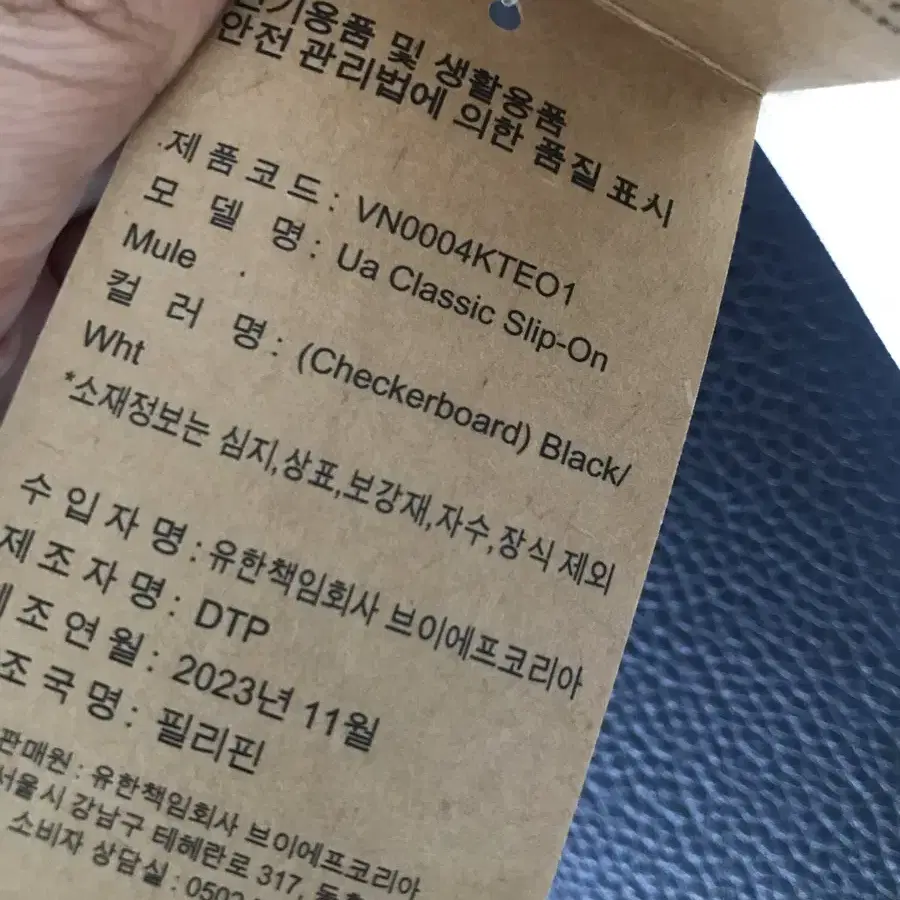 전기용품 및 생활용품
안전 관리법에 의한 품질 표시
.제 품 코 드 : VN0004KTEO1
모 델 명 : Ua Classic Slip-On
Mule .
컬 러 명 : (Checkerboard) Black/
Wht
*소재정보는 심지,상표,보강재,자수,장식 제외
수 입 자 명 : 유한책임회사 브이에프코리아
제 조 자 명 : DTP
제 조 연 월 : 2023년 11월
조 국 명 : 필리핀
판매원 : 유한책임회사 브이에프코리아
서울시 강남구 테헤란로 317,
소비자 상담실 :